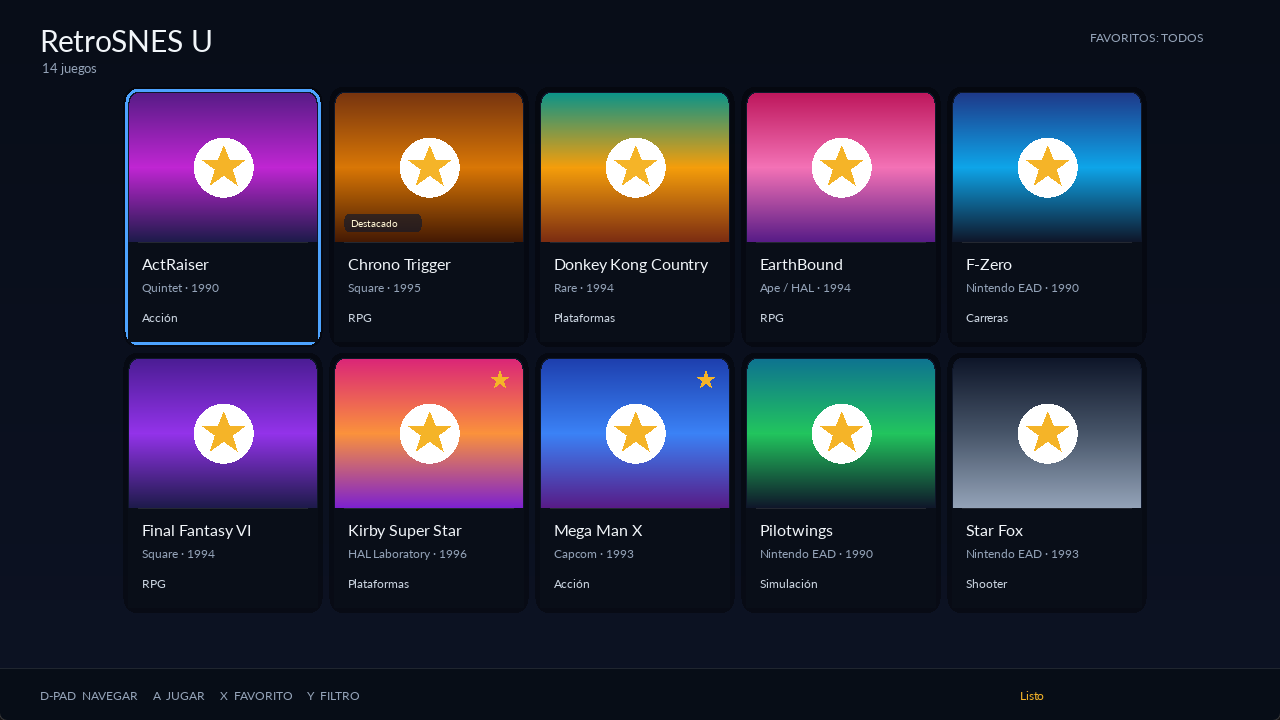 RetroSNES U
FAVORITOS: TODOS
14 juegos
Destacado
ActRaiser
Quintet · 1990
Acción
Chrono Trigger
Square · 1995
RPG
Donkey Kong Country
Rare · 1994
Plataformas
EarthBound
Ape / HAL · 1994
RPG
F-Zero
Nintendo EAD · 1990
Carreras
Final Fantasy VI
Square · 1994
RPG
Kirby Super Star
HAL Laboratory · 1996
Plataformas
Mega Man X
Capcom · 1993
Acción
Pilotwings
Nintendo EAD · 1990
Simulación
Star Fox
Nintendo EAD · 1993
Shooter
D-PAD NAVEGAR A JUGAR X FAVORITO Y FILTRO
Listo